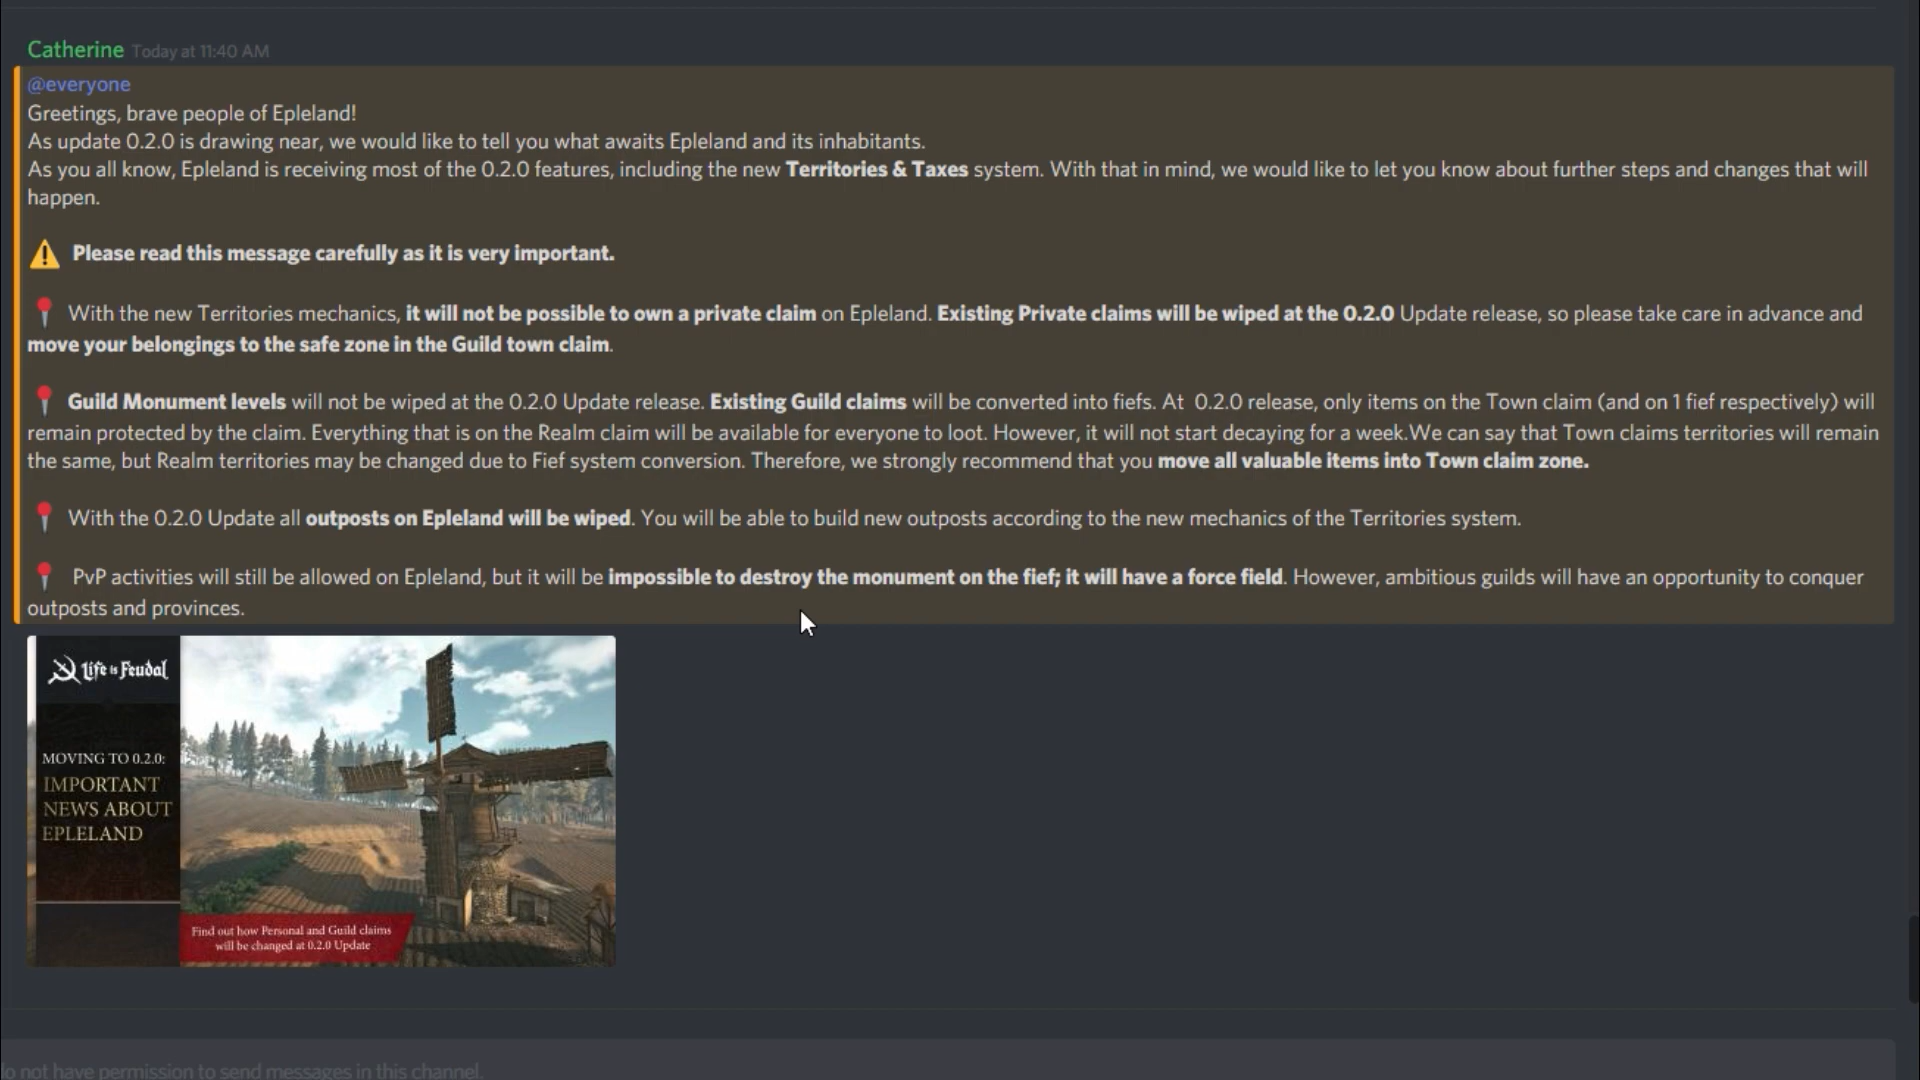 Catherine Today at 11:40 AM
@everyone
Greetings, brave people of Epleland!
As update 0.2.0 is drawing near, we would like to tell you what awaits Epleland and its inhabitants.
As you all know, Epleland is receiving most of the 0.2.0 features, including the new Territories & Taxes system. With that in mind, we would like to let you know about further steps and changes that will
happen.
Please read this message carefully as it is very important.
With the new Territories mechanics, it will not be possible to own a private claim on Epleland. Existing Private claims will be wiped at the 0.2.0 Update release, so please take care in advance and
move your belongings to the safe zone in the Guild town claim.
Guild Monument levels will not be wiped at the 0.2.0 Update release. Existing Guild claims will be converted into fiefs. At 0.2.0 release, only items on the Town claim (and on 1 fief respectively) will
remain protected by the claim. Everything that is on the Realm claim will be available for everyone to loot. However, it will not start decaying for a week.We can say that Town claims territories will remain
the same, but Realm territories may be changed due to Fief system conversion. Therefore, we strongly recommend that you move all valuable items into Town claim zone.
With the 0.2.0 Update all outposts on Epleland will be wiped. You will be able to build new outposts according to the new mechanics of the Territories system.
PvP activities will still be allowed on Epleland, but it will be impossible to destroy the monument on the fief; it will have a force field. However, ambitious guilds will have an opportunity to conquer
outposts and provinces.
Life is Feudal
MOVING TO 0.2.0:
IMPORTANT
NEWS ABOUT
EPLELAND
Find out how Personal and Guild claims
will be changed at 0.2.0 Update
do not have permission to send messages in this channel.